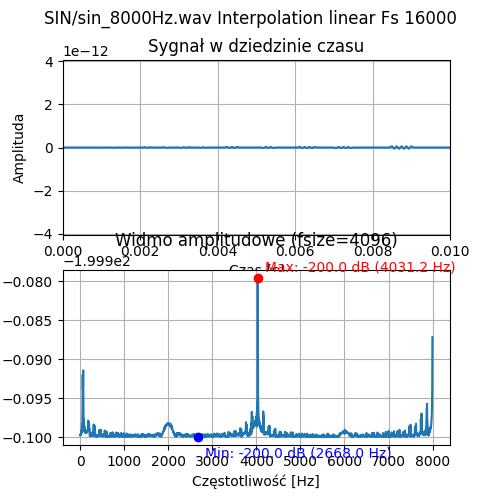 SIN/sin_8000Hz.wav Interpolation linear Fs 16000
Sygnał w dziedzinie czasu
1e−12
4
2
0
−2
−4
Amplituda
0.000 0.002 0.004 0.006 0.008 0.010
Widmo amplitudowe (fsize=4096)
−1.999e2
Max: -200.0 dB (4031.2 Hz)
−0.080
−0.085
−0.090
−0.095
−0.100
Min: -200.0 dB (2668.0 Hz)
0 1000 2000 3000 4000 5000 6000 7000 8000
Częstotliwość [Hz]